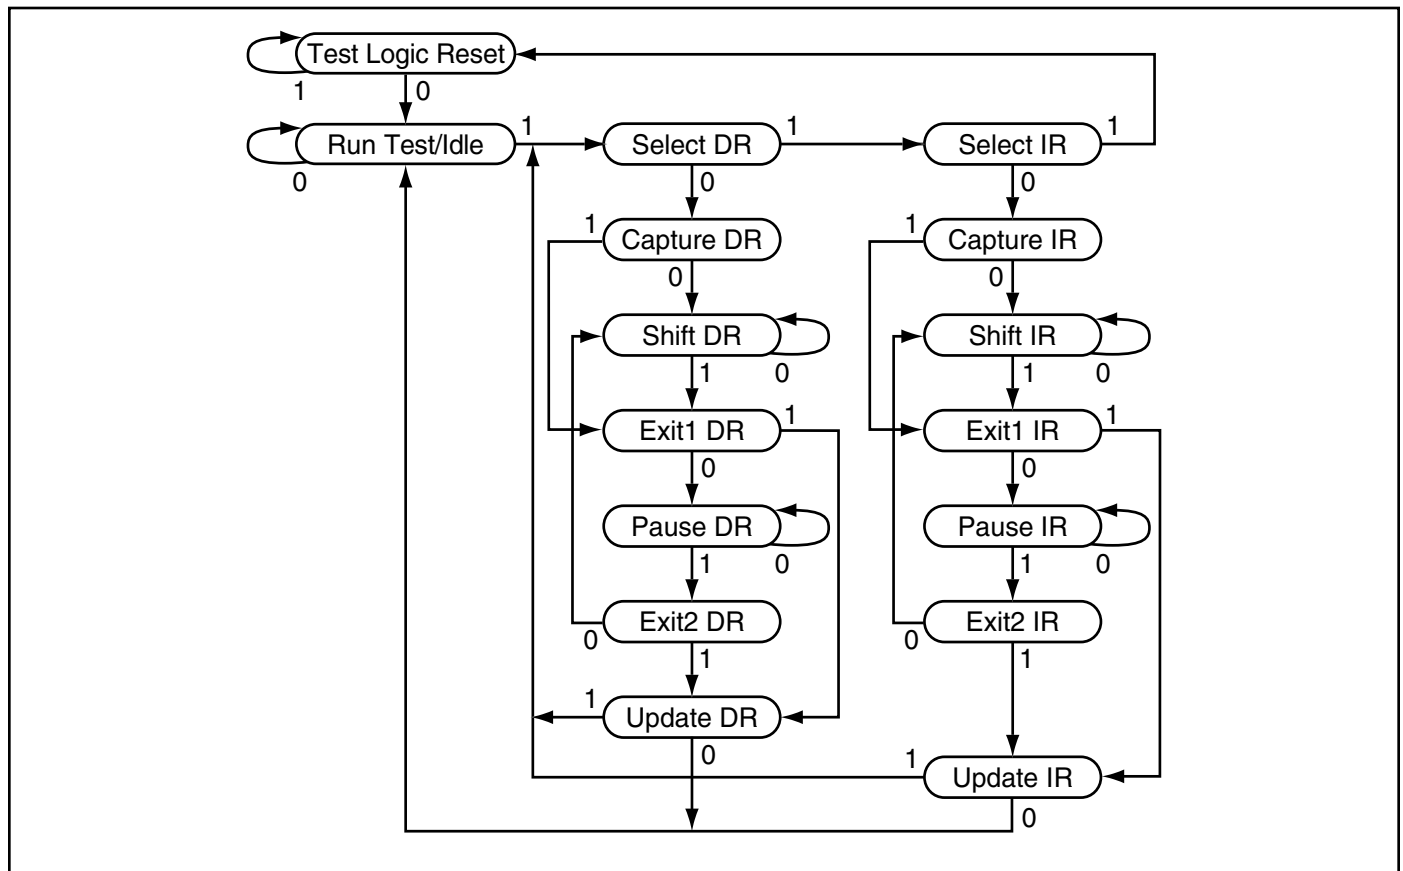 Test Logic Reset
1 0
Run Test/Idle 1 Select DR 1 Select IR 1
0 0 0
1 Capture DR 1 Capture IR
0 0
Shift DR Shift IR
1 0 1 0
Exit1 DR 1 Exit1 IR 1
0 0
Pause DR Pause IR
1 0 1 0
Exit2 DR Exit2 IR
0 1 0 1
1 Update DR
0 1 Update IR
0